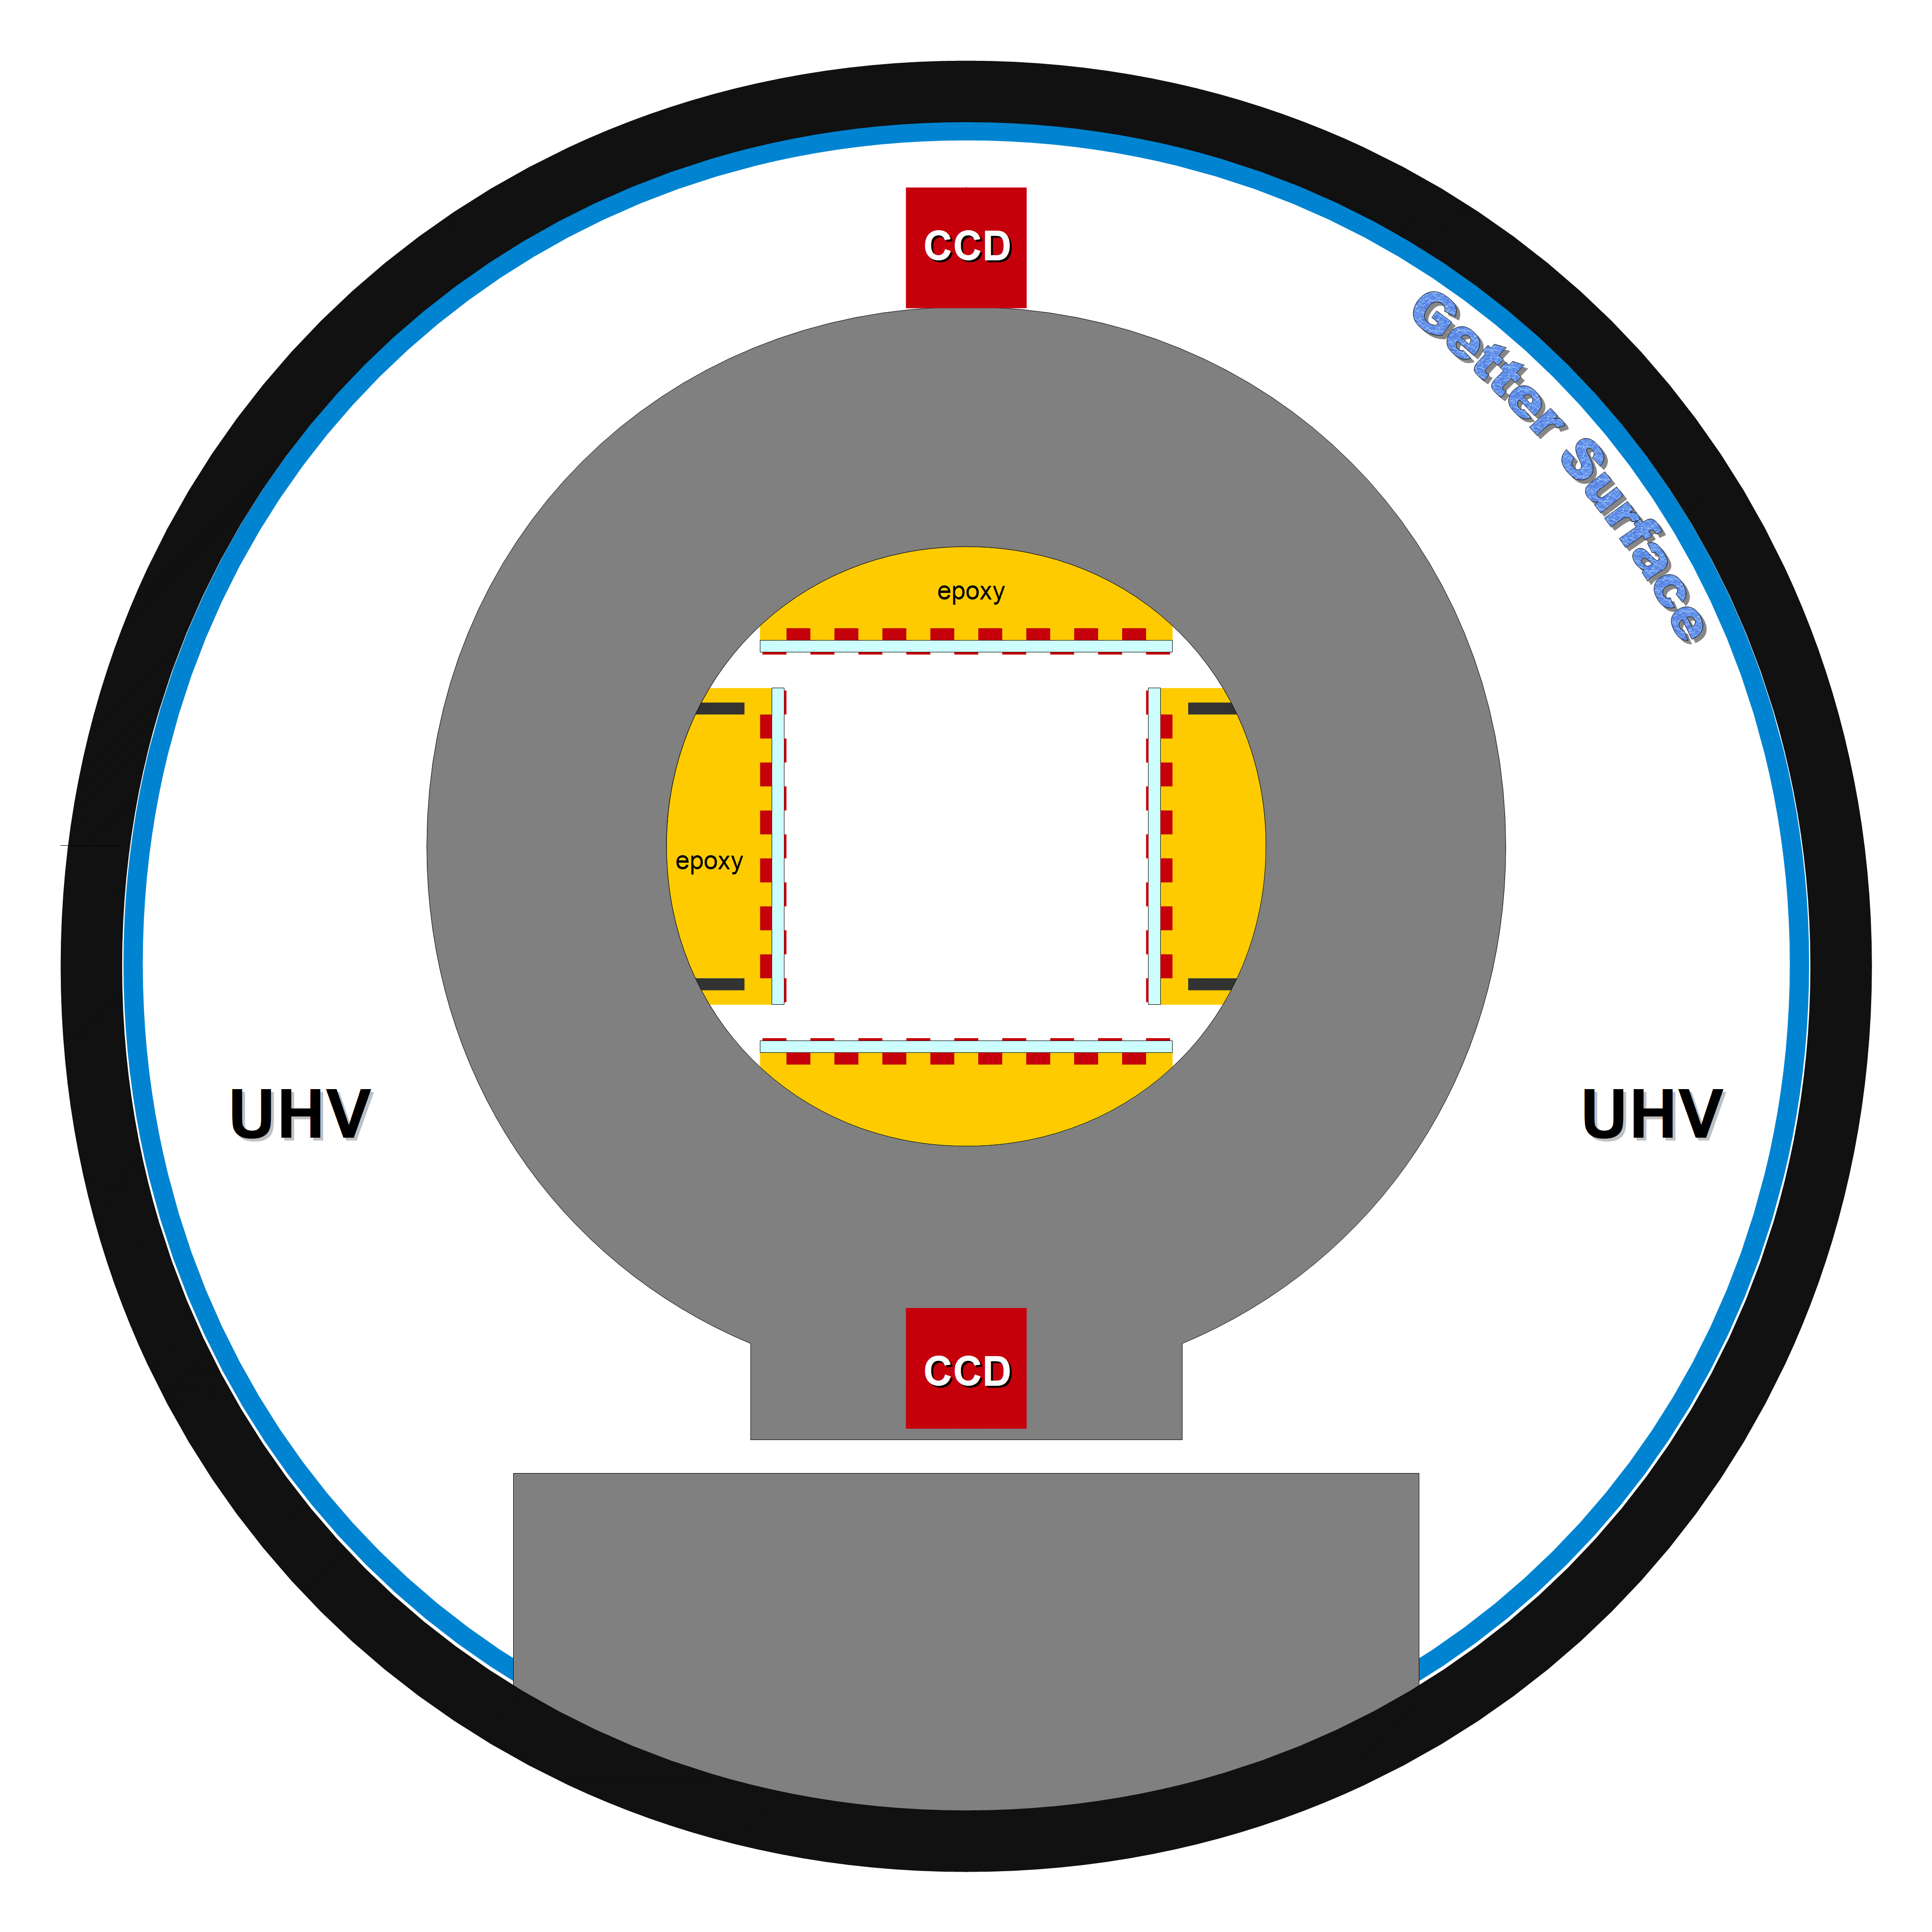 CCD
Getter Surface
epoxy
epoxy
UHV
UHV
CCD